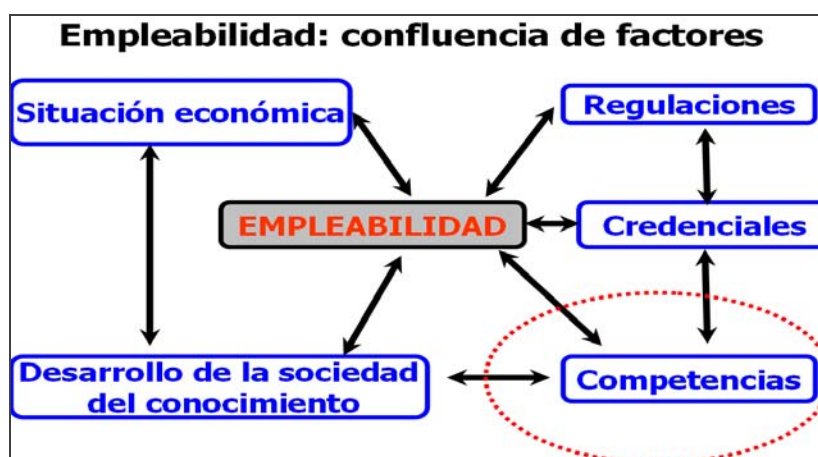 Empleabilidad: confluencia de factores
Situación económica
Regulaciones
EMPLEABILIDAD
Credenciales
Desarrollo de la sociedad
del conocimiento
Competencias